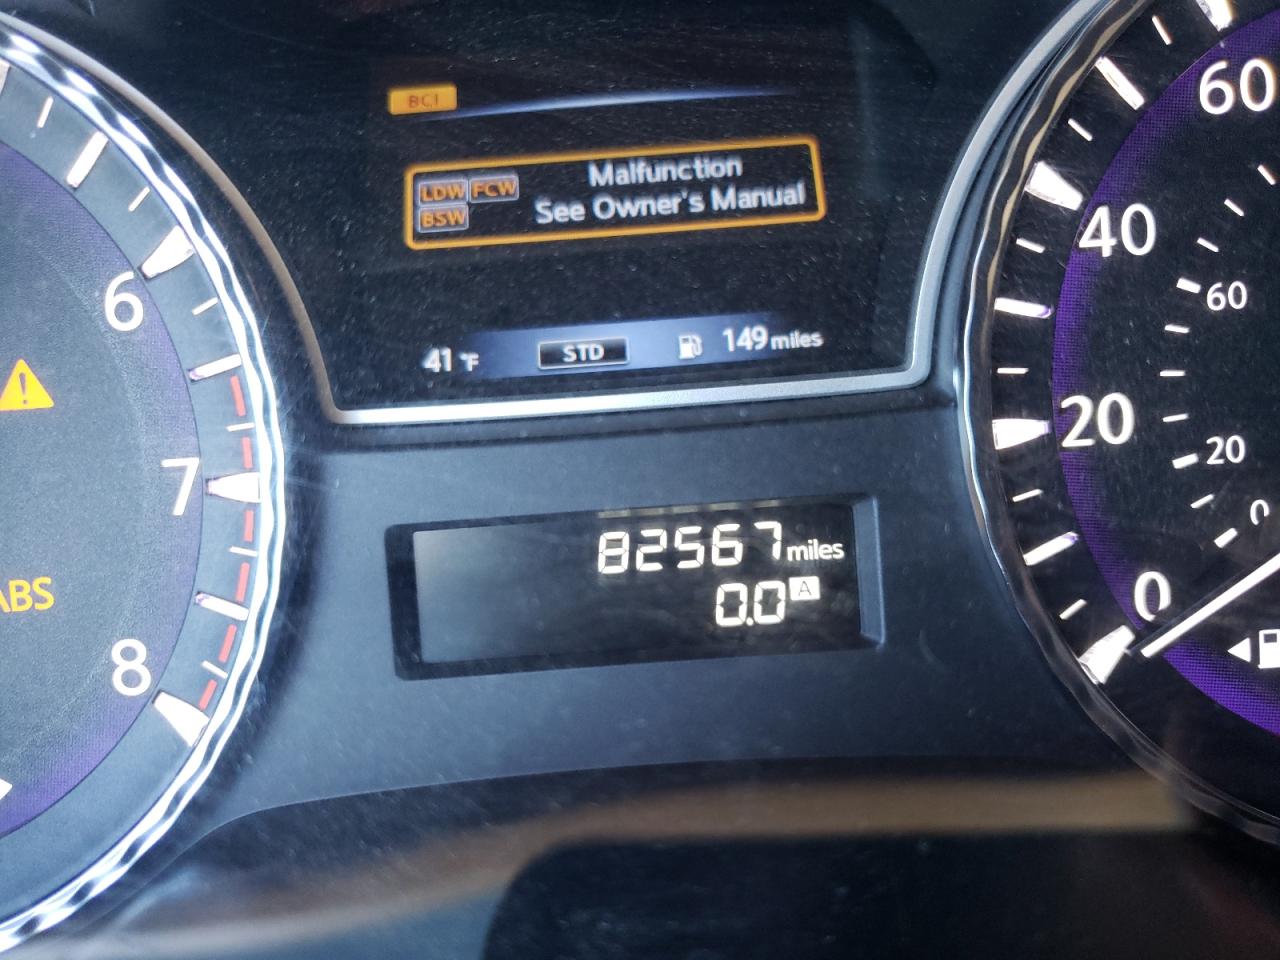 BCI
LDW FCW Malfunction
BSW See Owner's Manual
41 °F STD 149 miles
6
7
8
ABS
82567 miles
0.0 A
60
40
20
0
60
20
0